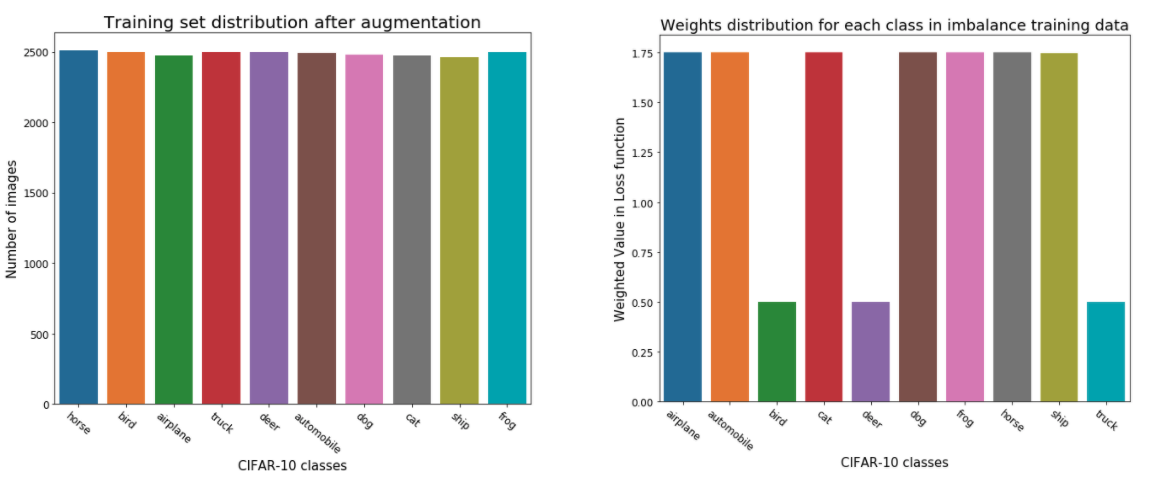 Training set distribution after augmentation
Number of images
2500
2000
1500
1000
500
0
horse
bird
airplane
truck
deer
automobile
dog
cat
ship
frog
CIFAR-10 classes
Weights distribution for each class in imbalance training data
Weighted Value in Loss function
1.75
1.50
1.25
1.00
0.75
0.50
0.25
0.00
airplane
automobile
bird
cat
deer
dog
frog
horse
ship
truck
CIFAR-10 classes